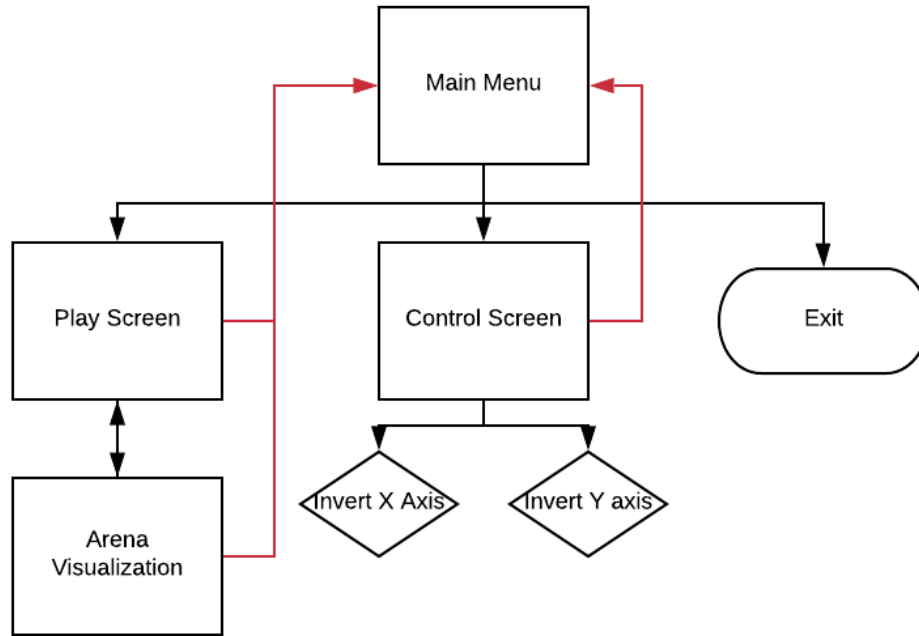 Main Menu
Play Screen
Control Screen
Exit
Invert X Axis
Invert Y axis
Arena
Visualization